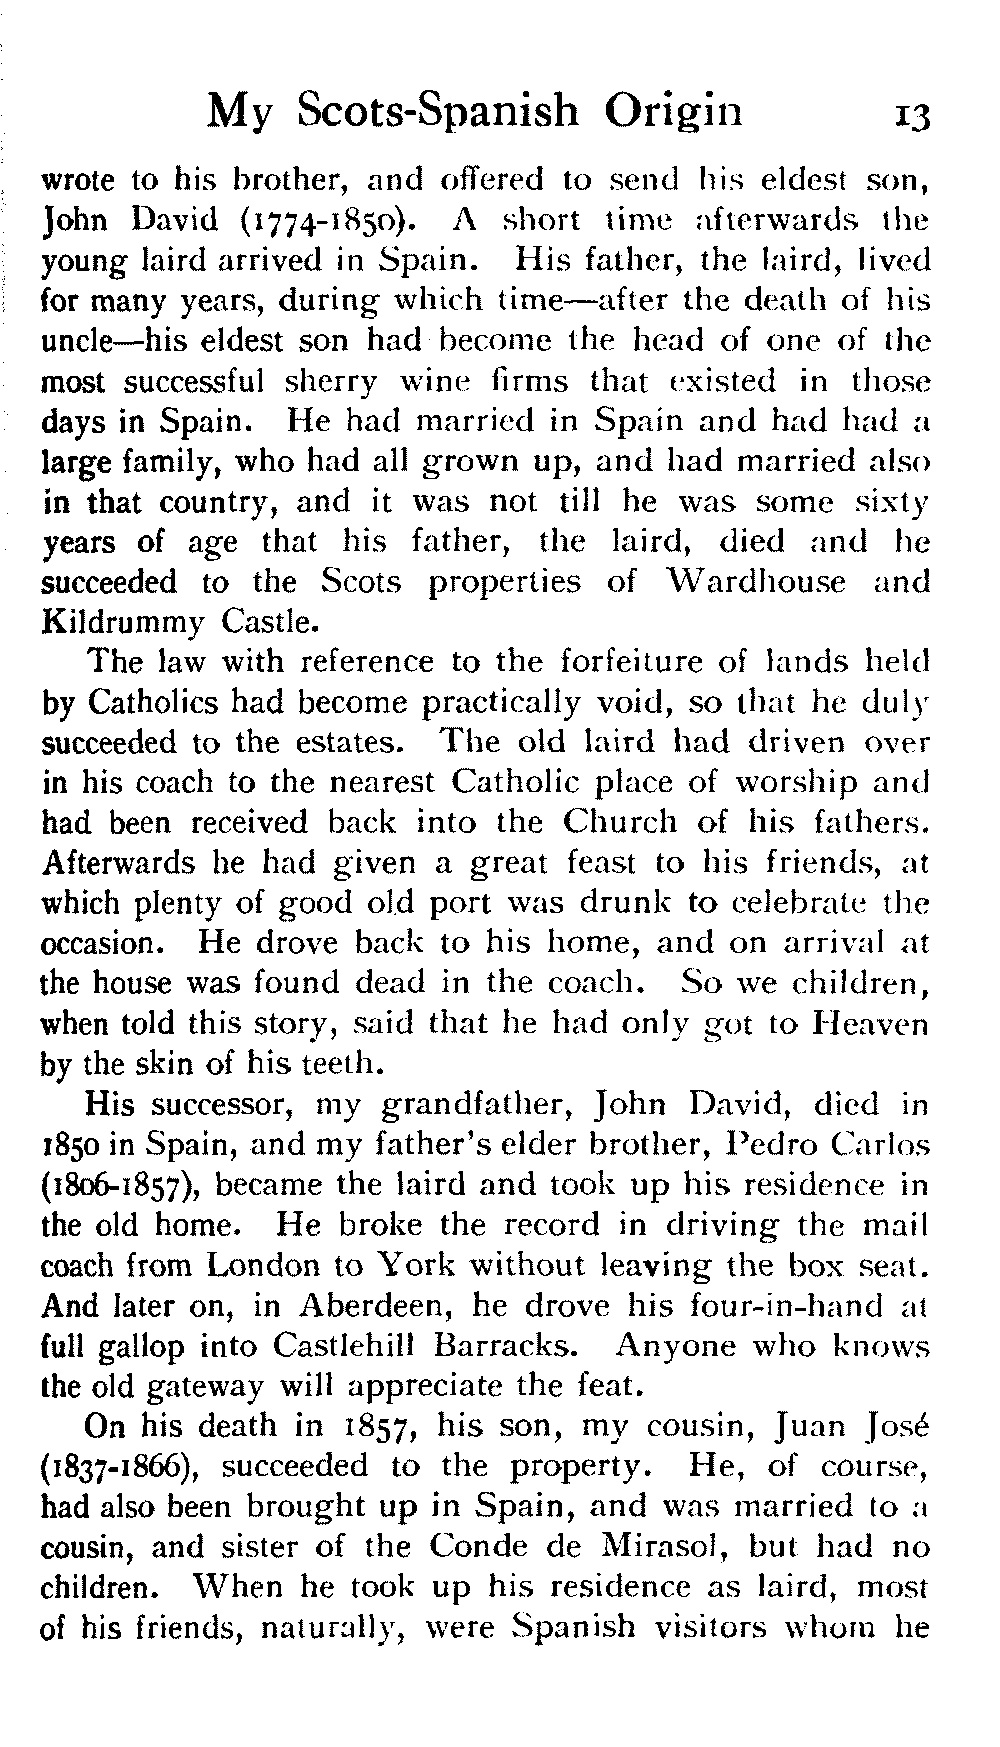 My Scots-Spanish Origin 13
wrote to his brother, and offered to send his eldest son,
John David (1774-1850). A short time afterwards the
young laird arrived in Spain. His father, the laird, lived
for many years, during which time—after the death of his
uncle—his eldest son had become the head of one of the
most successful sherry wine firms that existed in those
days in Spain. He had married in Spain and had had a
large family, who had all grown up, and had married also
in that country, and it was not till he was some sixty
years of age that his father, the laird, died and he
succeeded to the Scots properties of Wardhouse and
Kildrummy Castle.
The law with reference to the forfeiture of lands held
by Catholics had become practically void, so that he duly
succeeded to the estates. The old laird had driven over
in his coach to the nearest Catholic place of worship and
had been received back into the Church of his fathers.
Afterwards he had given a great feast to his friends, at
which plenty of good old port was drunk to celebrate the
occasion. He drove back to his home, and on arrival at
the house was found dead in the coach. So we children,
when told this story, said that he had only got to Heaven
by the skin of his teeth.
His successor, my grandfather, John David, died in
1850 in Spain, and my father's elder brother, Pedro Carlos
(1806-1857), became the laird and took up his residence in
the old home. He broke the record in driving the mail
coach from London to York without leaving the box seat.
And later on, in Aberdeen, he drove his four-in-hand at
full gallop into Castlehill Barracks. Anyone who knows
the old gateway will appreciate the feat.
On his death in 1857, his son, my cousin, Juan José
(1837-1866), succeeded to the property. He, of course,
had also been brought up in Spain, and was married to a
cousin, and sister of the Conde de Mirasol, but had no
children. When he took up his residence as laird, most
of his friends, naturally, were Spanish visitors whom he